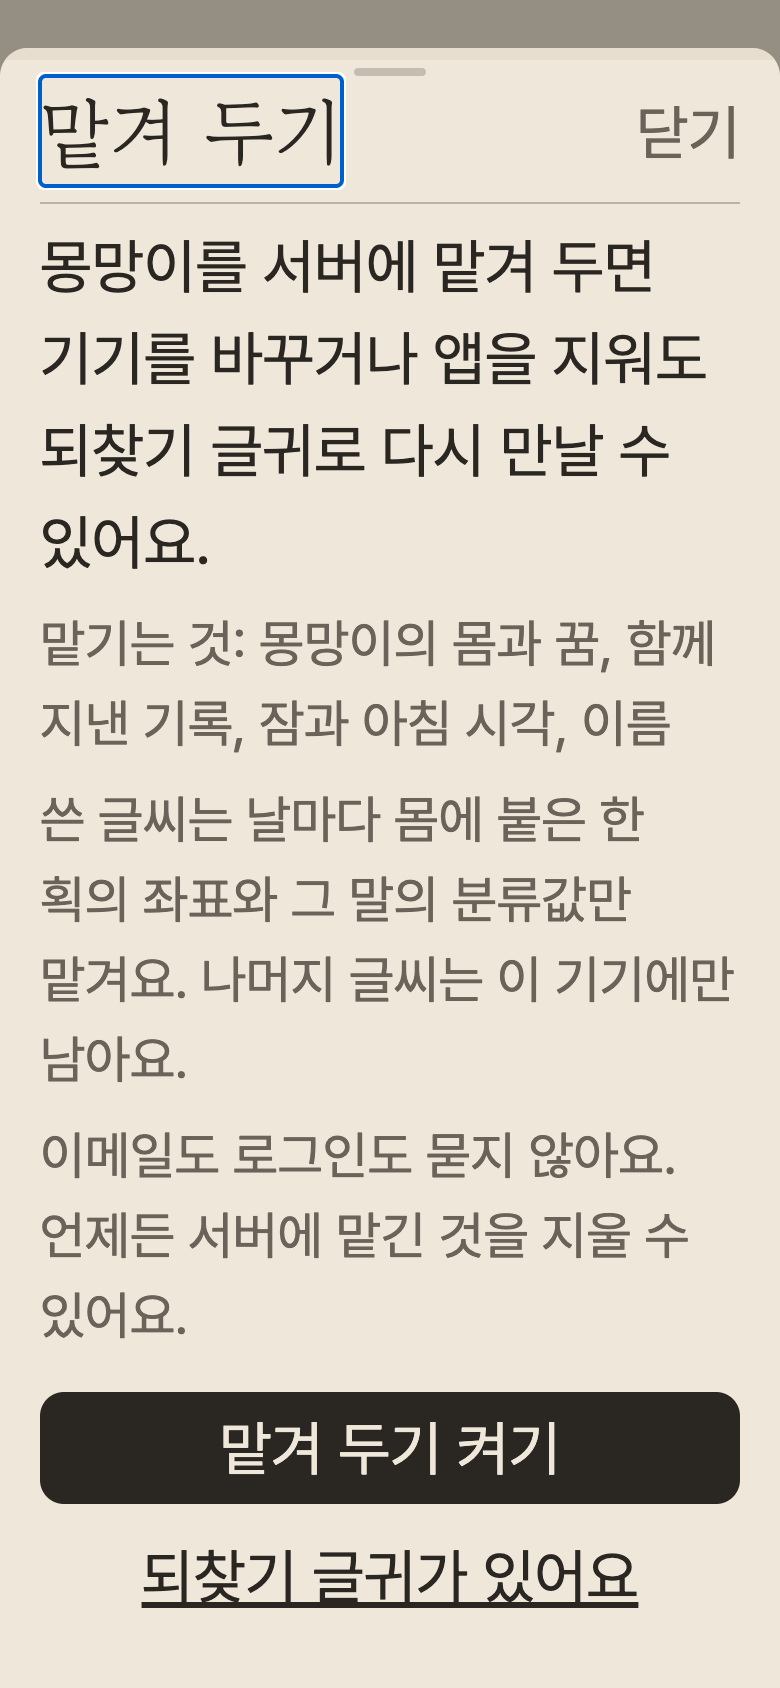 맡겨 두기
닫기
몽망이를 서버에 맡겨 두면
기기를 바꾸거나 앱을 지워도
되찾기 글귀로 다시 만날 수
있어요.
맡기는 것: 몽망이의 몸과 꿈, 함께
지낸 기록, 잠과 아침 시각, 이름
쓴 글씨는 날마다 몸에 붙은 한
획의 좌표와 그 말의 분류값만
맡겨요. 나머지 글씨는 이 기기에만
남아요.
이메일도 로그인도 묻지 않아요.
언제든 서버에 맡긴 것을 지울 수
있어요.
맡겨 두기 켜기
되찾기 글귀가 있어요